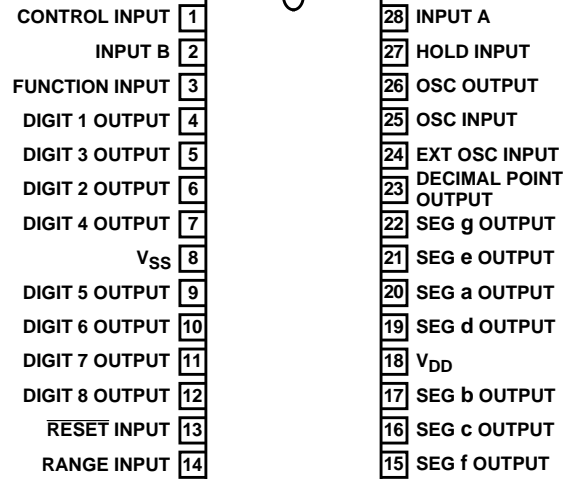 CONTROL INPUT 1
INPUT B 2
FUNCTION INPUT 3
DIGIT 1 OUTPUT 4
DIGIT 3 OUTPUT 5
DIGIT 2 OUTPUT 6
DIGIT 4 OUTPUT 7
VSS 8
DIGIT 5 OUTPUT 9
DIGIT 6 OUTPUT 10
DIGIT 7 OUTPUT 11
DIGIT 8 OUTPUT 12
RESET INPUT 13
RANGE INPUT 14
28 INPUT A
27 HOLD INPUT
26 OSC OUTPUT
25 OSC INPUT
24 EXT OSC INPUT
23 DECIMAL POINT
OUTPUT
22 SEG g OUTPUT
21 SEG e OUTPUT
20 SEG a OUTPUT
19 SEG d OUTPUT
18 VDD
17 SEG b OUTPUT
16 SEG c OUTPUT
15 SEG f OUTPUT